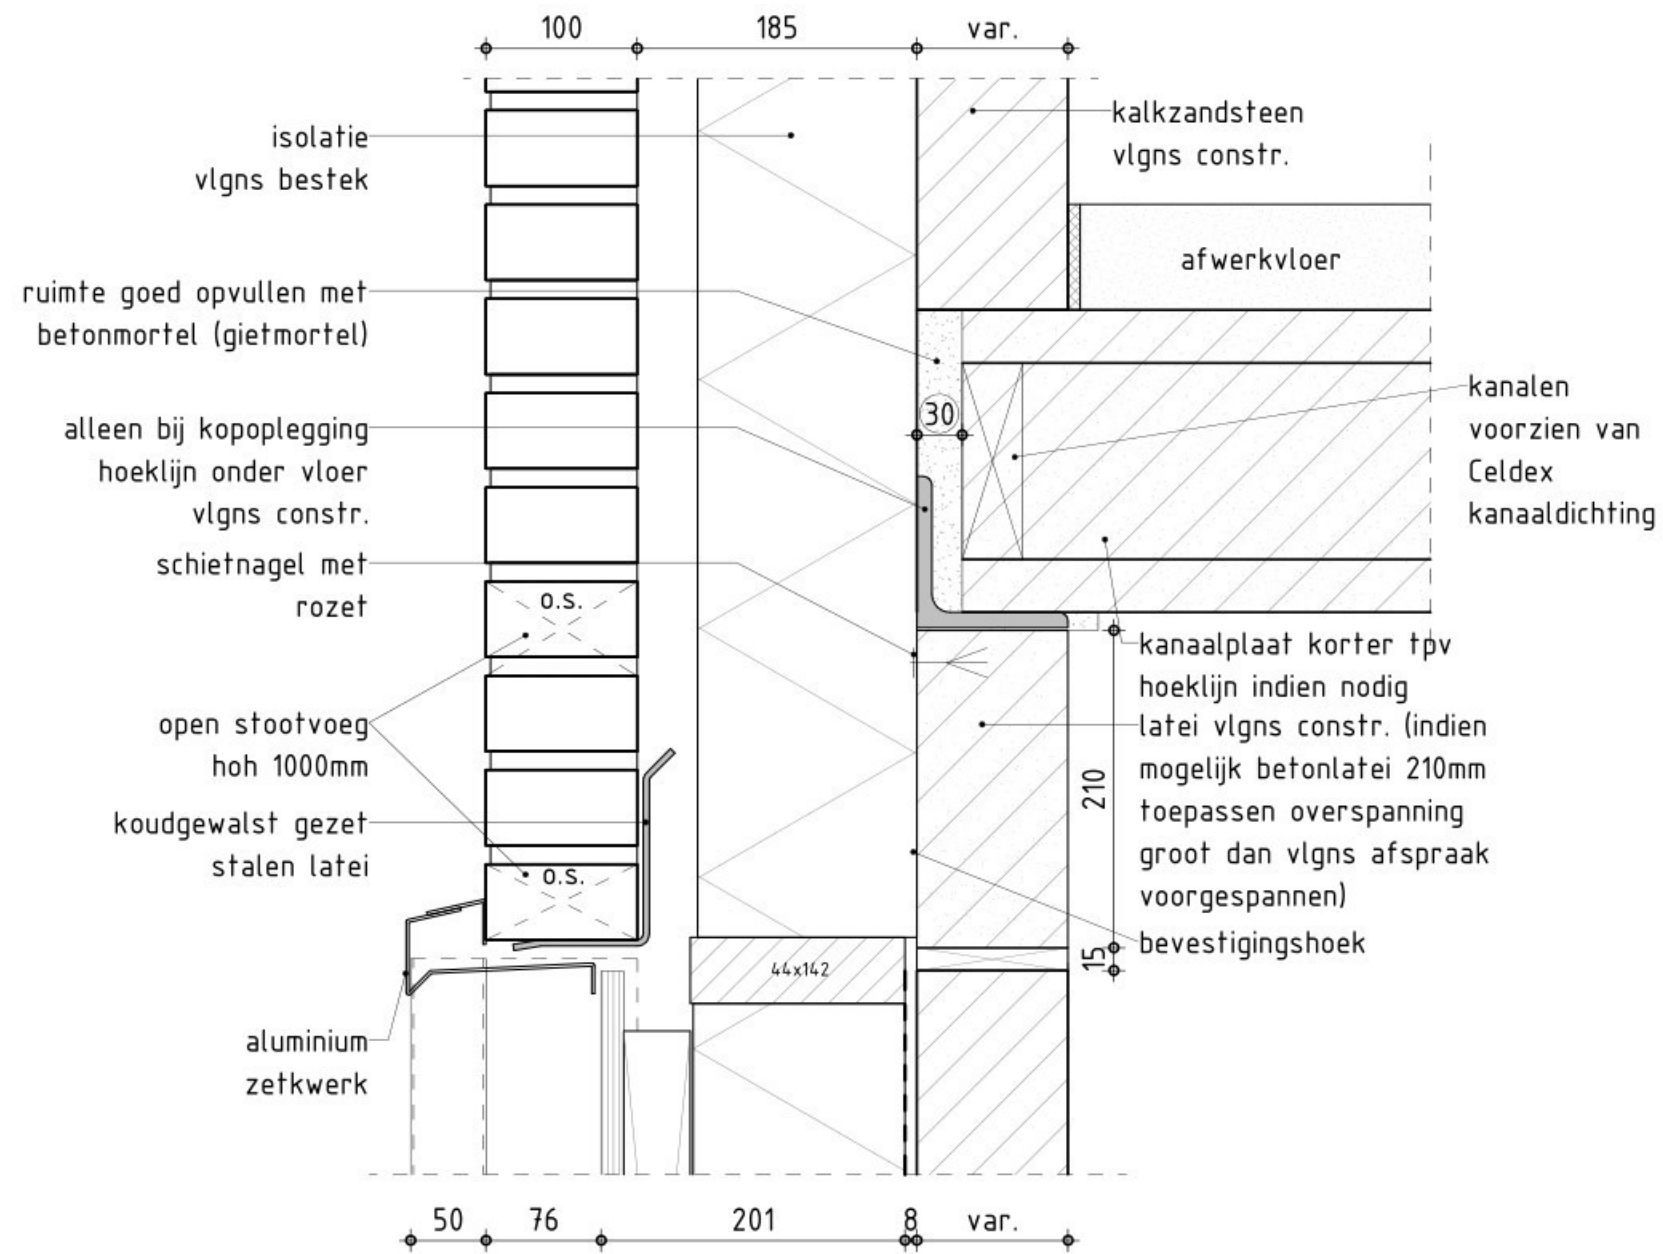 100
185
var.
isolatie
vlgns bestek
kalkzandsteen
vlgns constr.
afwerkvloer
ruimte goed opvullen met
betonmortel (gietmortel)
30
kanalen
voorzien van
Celdex
kanaaldichting
alleen bij kopoplegging
hoeklijn onder vloer
vlgns constr.
schietnagel met
rozet
o.s.
kanaalplaat korter tpv
hoeklijn indien nodig
latei vlgns constr. (indien
mogelijk betonlatei 210mm
toepassen overspanning
groot dan vlgns afspraak
voorgespannen)
210
open stootvoeg
hoh 1000mm
koudgewalst gezet
stalen latei
o.s.
bevestigingshoek
15
44x142
aluminium
zetkwerk
50
76
201
8
var.